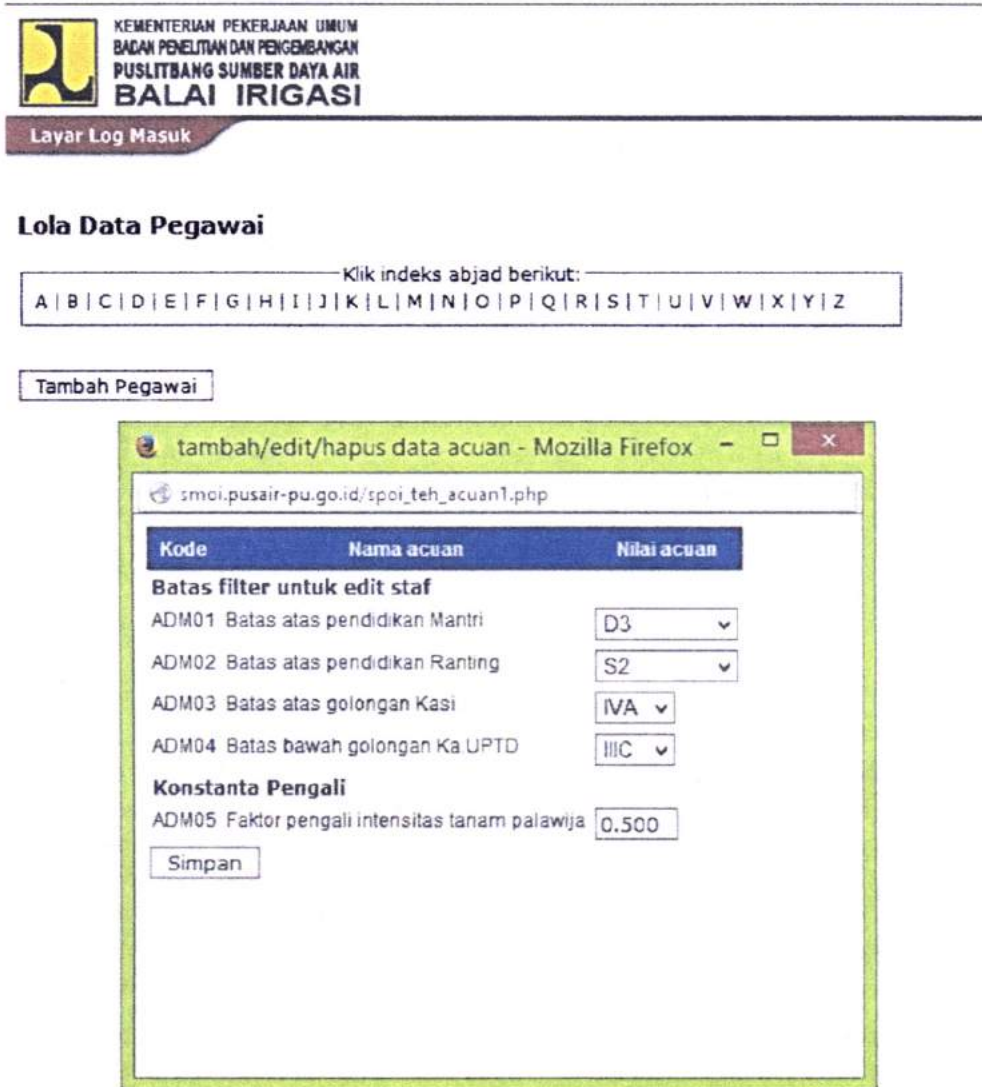 KEMENTERIAN PEKERJAAN UMUM
BADAN PENELITIAN DAN PENGEMBANGAN
PUSLITBANG SUMBER DAYA AIR
BALAI IRIGASI
Layar Log Masuk
Lola Data Pegawai
Klik indeks abjad berikut:
A | B | C | D | E | F | G | H | I | J | K | L | M | N | O | P | Q | R | S | T | U | V | W | X | Y | Z
Tambah Pegawai
tambah/edit/hapus data acuan - Mozilla Firefox
smoi.pusair-pu.go.id/spoi_teh_acuan1.php
Kode Nama acuan Nilai acuan
Batas filter untuk edit staf
ADM01 Batas atas pendidikan Mantri D3
ADM02 Batas atas pendidikan Ranting S2
ADM03 Batas atas golongan Kasi IVA
ADM04 Batas bawah golongan Ka.UPTD IIIC
Konstanta Pengali
ADM05 Faktor pengali intensitas tanam palawija 0.500
Simpan